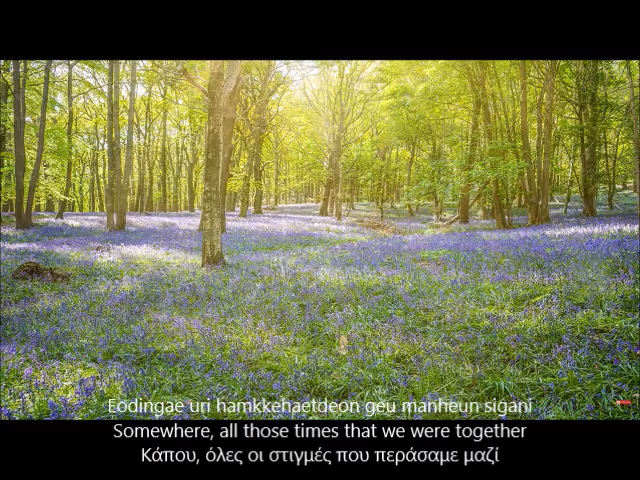 Eodingae uri hamkkehaetdeon geu manheun sigani
Somewhere, all those times that we were together
Κάπου, όλες οι στιγμές που περάσαμε μαζί